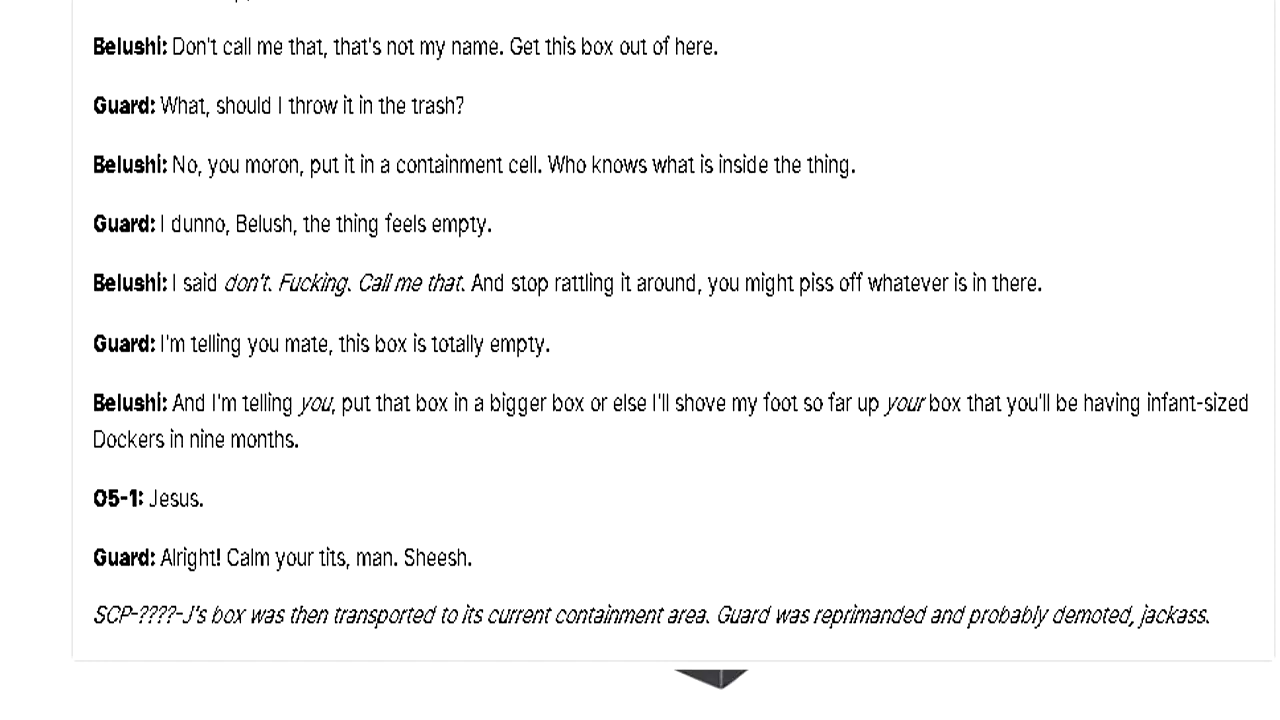 Belushi: Don't call me that, that's not my name. Get this box out of here.
Guard: What, should I throw it in the trash?
Belushi: No, you moron, put it in a containment cell. Who knows what is inside the thing.
Guard: I dunno, Belush, the thing feels empty.
Belushi: I said don't. Fucking. Call me that. And stop rattling it around, you might piss off whatever is in there.
Guard: I'm telling you mate, this box is totally empty.
Belushi: And I'm telling you, put that box in a bigger box or else I'll shove my foot so far up your box that you'll be having infant-sized
Dockers in nine months.
O5-1: Jesus.
Guard: Alright! Calm your tits, man. Sheesh.
SCP-????-J's box was then transported to its current containment area. Guard was reprimanded and probably demoted, jackass.